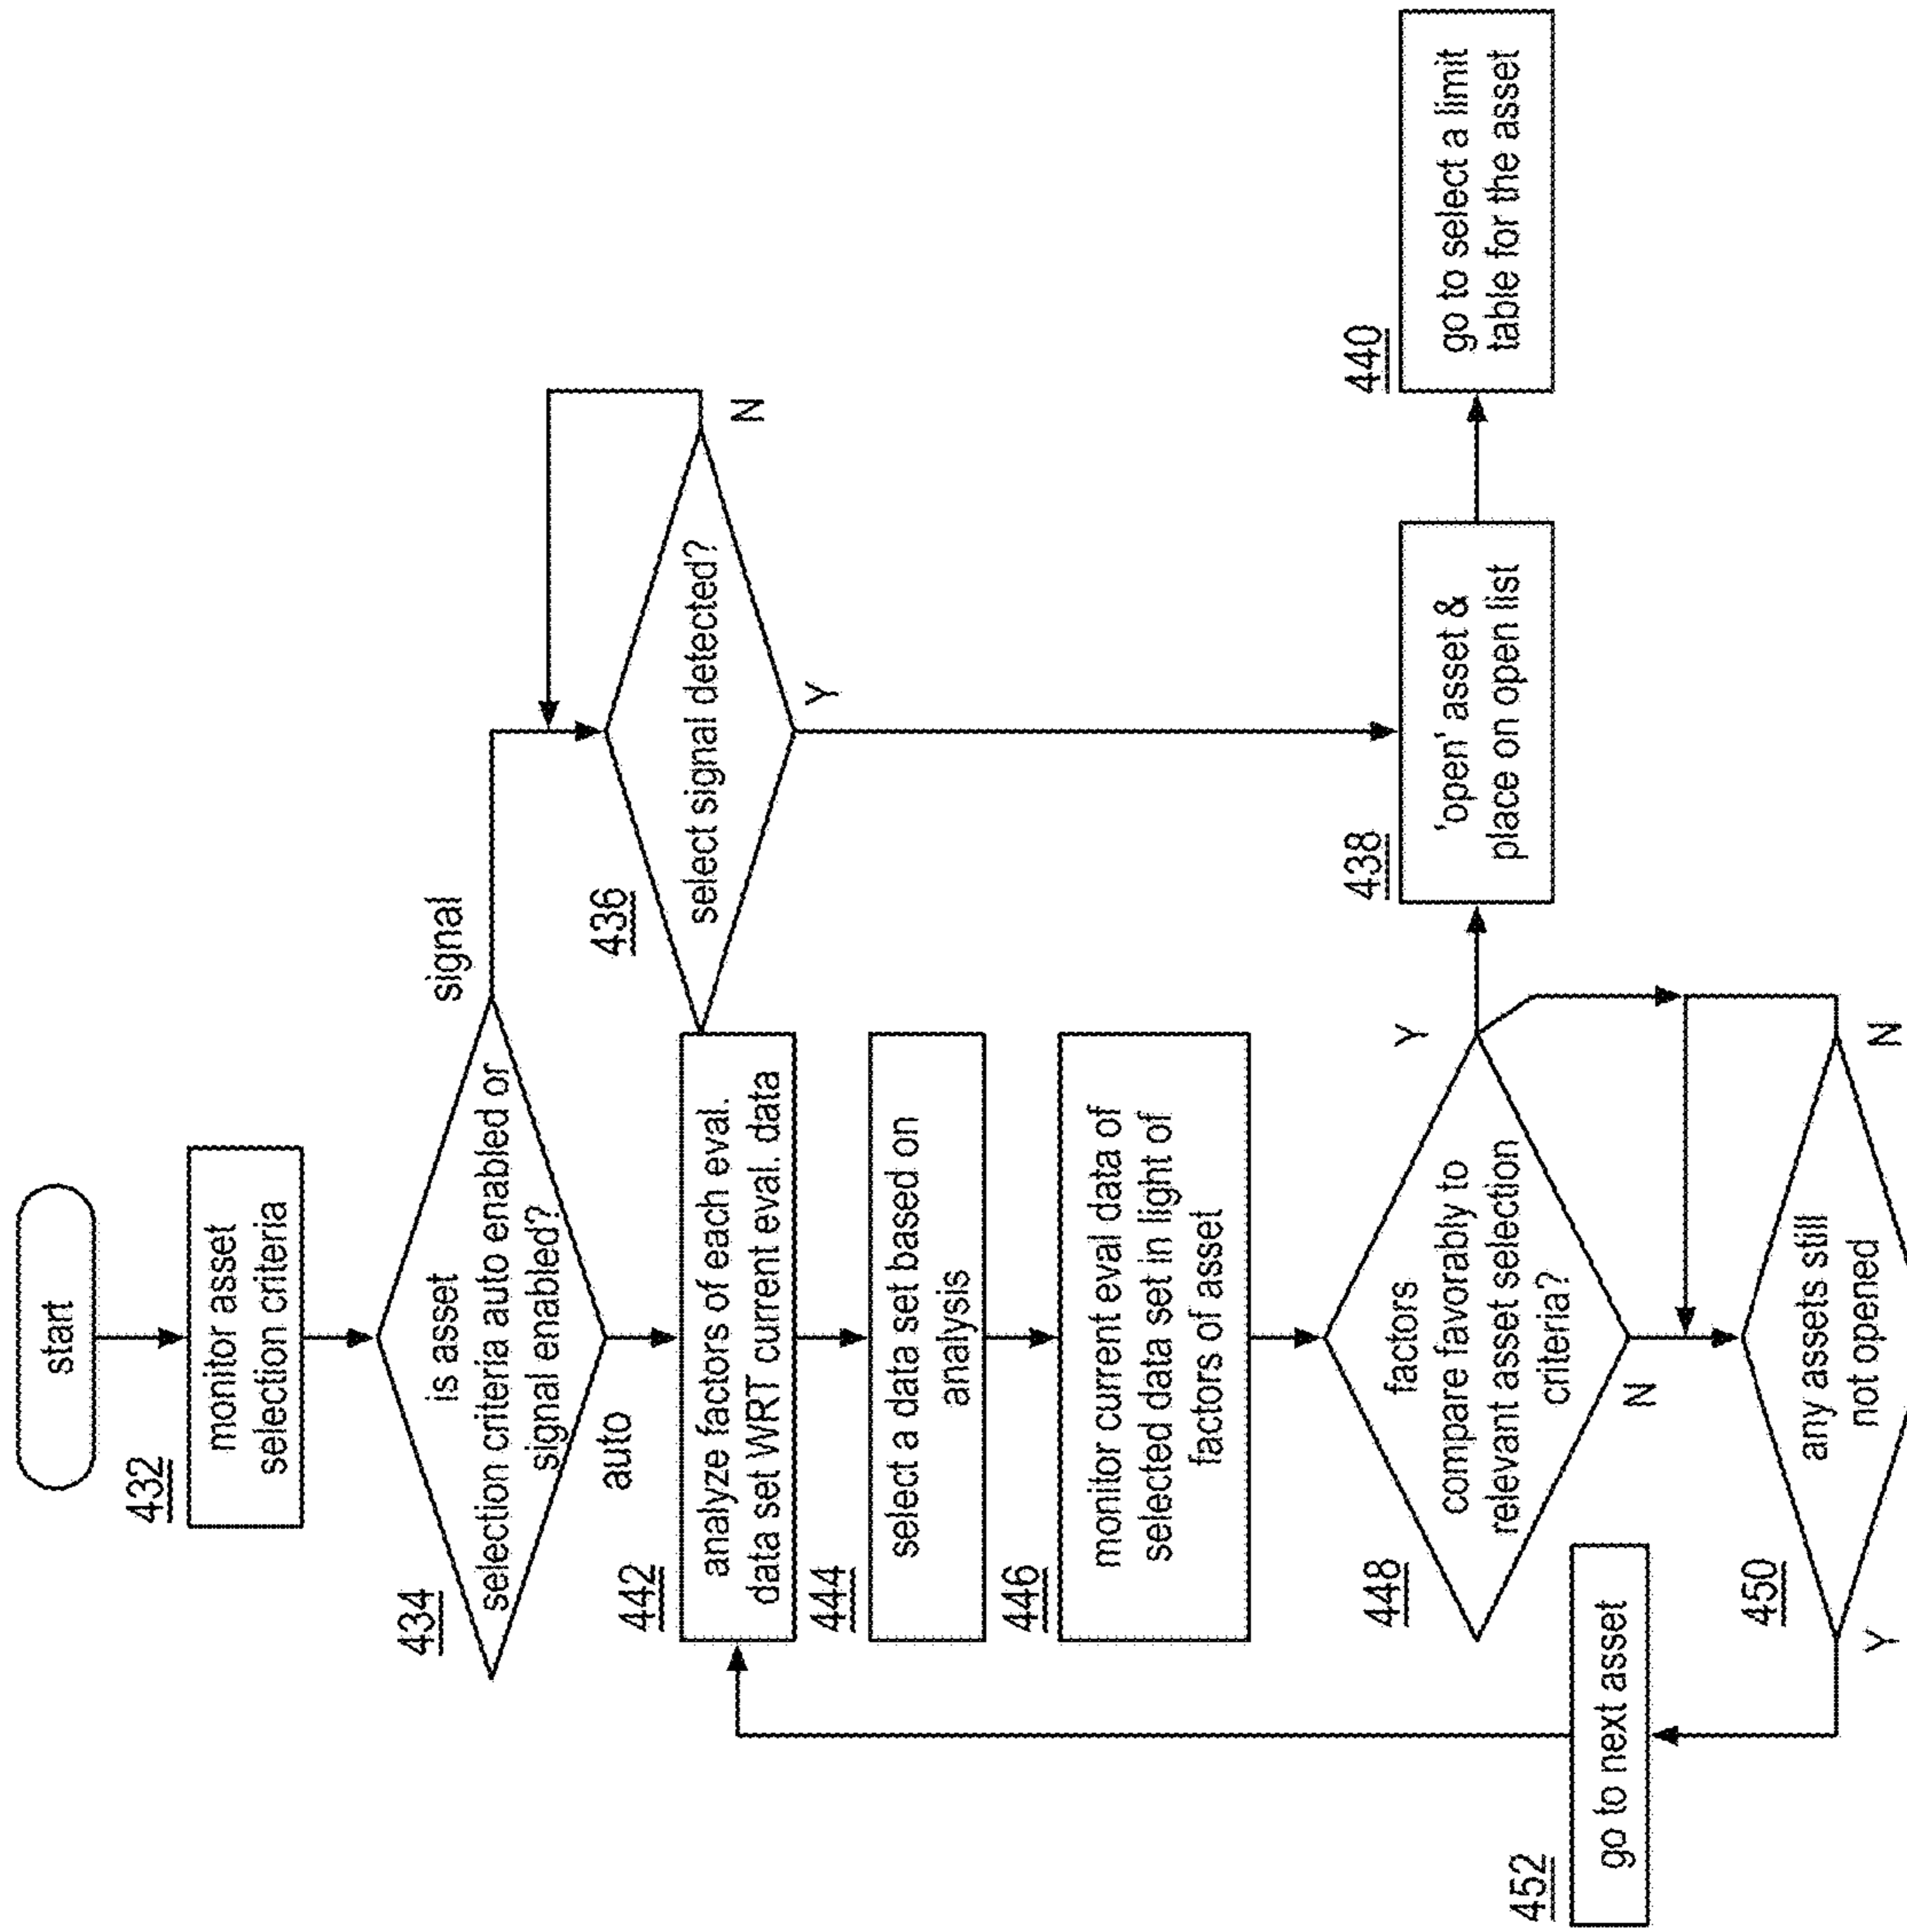 start
432
monitor asset
selection criteria
434
is asset
selection criteria auto enabled or
signal enabled?
signal
auto
436
select signal detected?
N
Y
442
analyze factors of each eval.
data set WRT current eval. data
444
select a data set based on
analysis
446
monitor current eval data of
selected data set in light of
factors of asset
448
factors
compare favorably to
relevant asset selection
criteria?
Y
N
438
'open' asset &
place on open list
440
go to select a limit
table for the asset
450
any assets still
not opened
Y
N
452
go to next asset